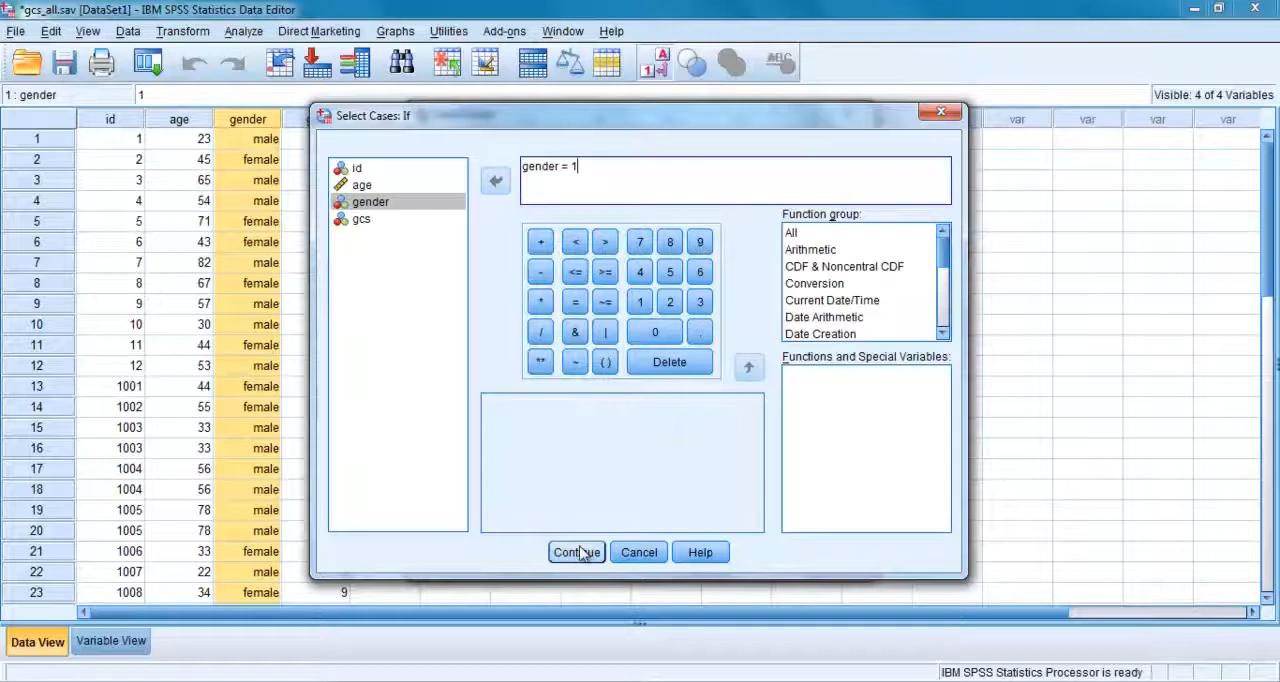 *gcs_all.sav [DataSet1] - IBM SPSS Statistics Data Editor
File Edit View Data Transform Analyze Direct Marketing Graphs Utilities Add-ons Window Help
1 : gender 1 Visible: 4 of 4 Variables
id age gender var var var var
1 1 23 male
2 2 45 female
3 3 65 male
4 4 54 male
5 5 71 female
6 6 43 female
7 7 82 male
8 8 67 female
9 9 57 male
10 10 30 male
11 11 44 female
12 12 53 male
13 1001 44 female
14 1002 55 female
15 1003 33 male
16 1003 33 male
17 1004 56 male
18 1004 56 male
19 1005 78 male
20 1005 78 male
21 1006 33 female
22 1007 22 male
23 1008 34 female 9
Select Cases: If
id
age
gender
gcs
gender = 1
+ < > 7 8 9
- <= >= 4 5 6
* = ~= 1 2 3
/ & | 0 .
** ~ ( ) Delete
Function group:
All
Arithmetic
CDF & Noncentral CDF
Conversion
Current Date/Time
Date Arithmetic
Date Creation
Functions and Special Variables:
Continue Cancel Help
Data View Variable View
IBM SPSS Statistics Processor is ready